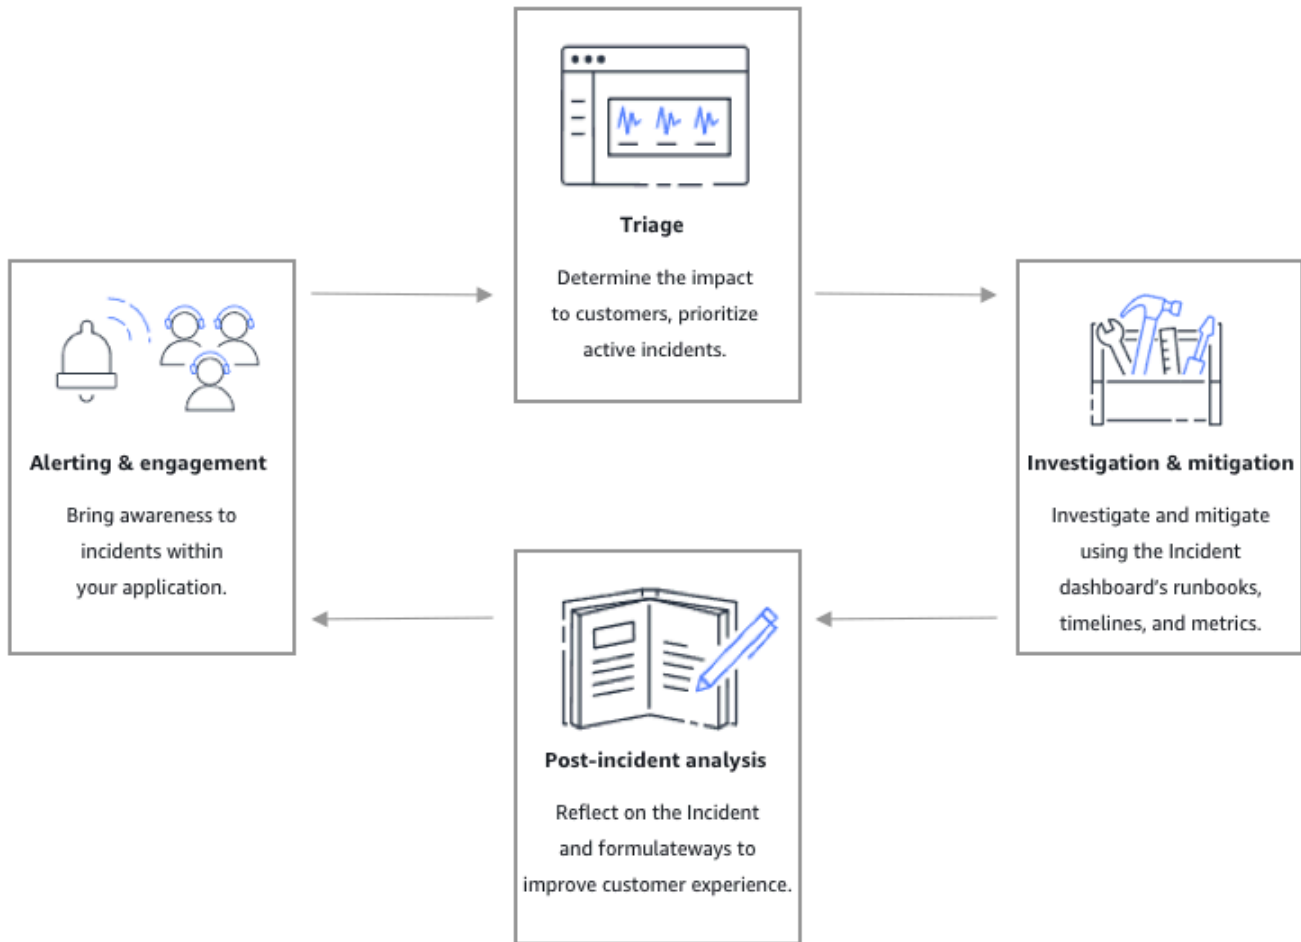 Triage
Determine the impact
to customers, prioritize
active incidents.
Alerting & engagement
Bring awareness to
incidents within
your application.
Investigation & mitigation
Investigate and mitigate
using the Incident
dashboard's runbooks,
timelines, and metrics.
Post-incident analysis
Reflect on the Incident
and formulateways to
improve customer experience.